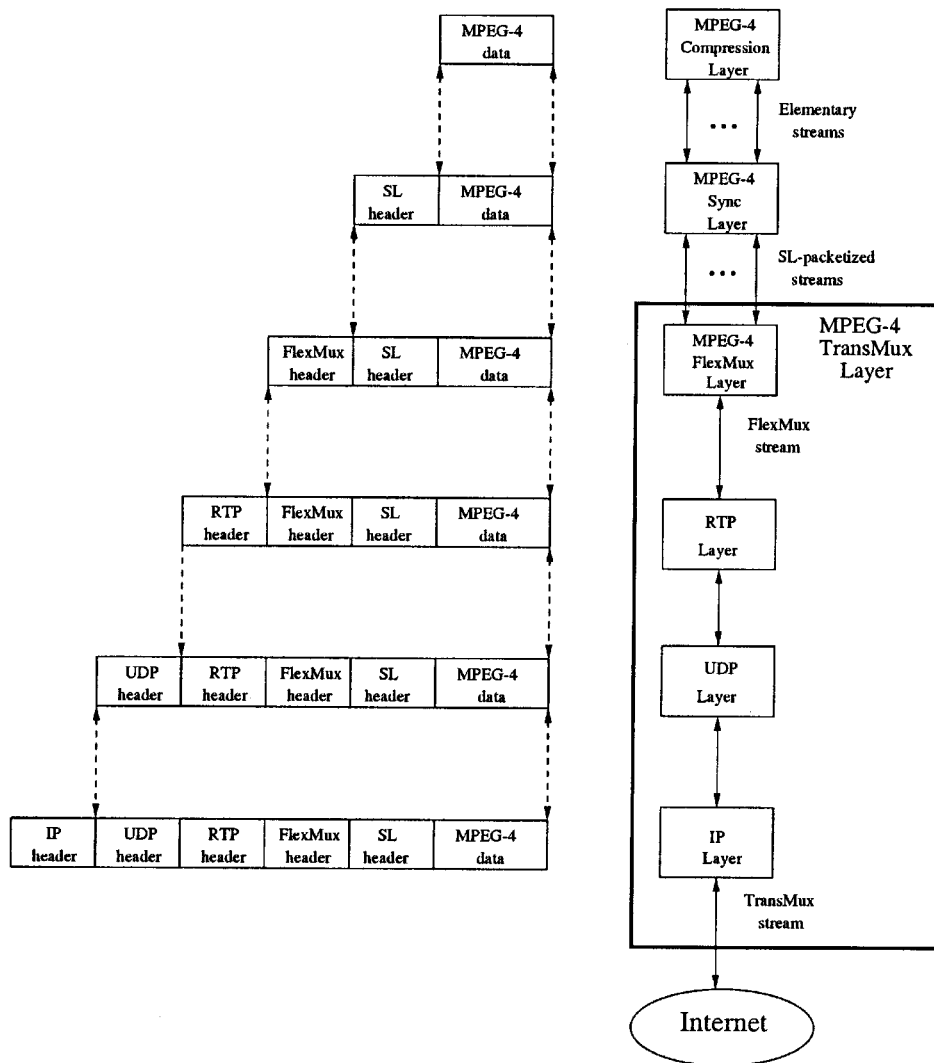 MPEG-4
data
SL
header
MPEG-4
data
FlexMux
header
SL
header
MPEG-4
data
RTP
header
FlexMux
header
SL
header
MPEG-4
data
UDP
header
RTP
header
FlexMux
header
SL
header
MPEG-4
data
IP
header
UDP
header
RTP
header
FlexMux
header
SL
header
MPEG-4
data
MPEG-4
Compression
Layer
Elementary
streams
MPEG-4
Sync
Layer
SL-packetized
streams
MPEG-4
TransMux
Layer
MPEG-4
FlexMux
Layer
FlexMux
stream
RTP
Layer
UDP
Layer
IP
Layer
TransMux
stream
Internet